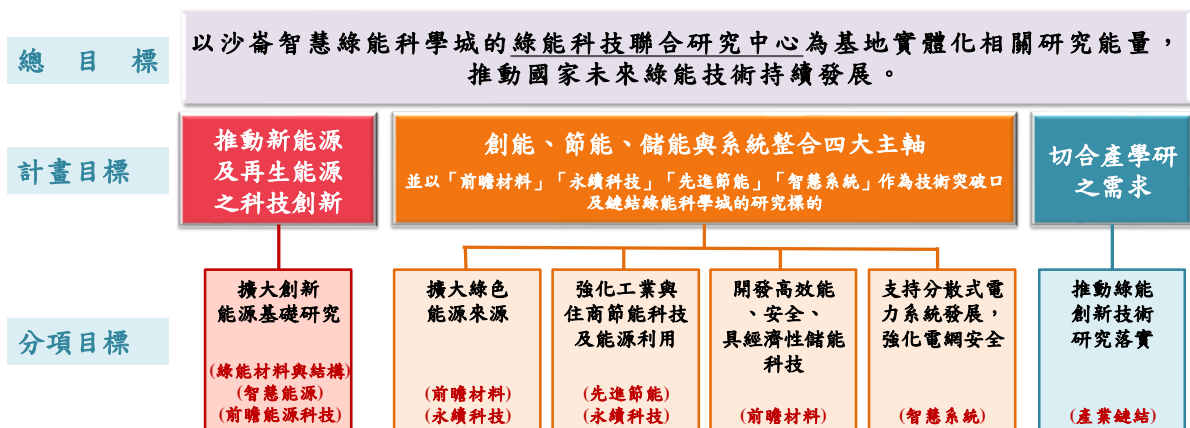 總目標
以沙崙智慧綠能科學城的綠能科技聯合研究中心為基地實體化相關研究能量，
推動國家未來綠能技術持續發展。
計畫目標
推動新能源
及再生能源
之科技創新
創能、節能、儲能與系統整合四大主軸
並以「前瞻材料」「永續科技」「先進節能」「智慧系統」作為技術突破口
及鏈結綠能科學城的研究標的
切合產學研
之需求
分項目標
擴大創新
能源基礎研究
(綠能材料與結構)
(智慧能源)
(前瞻能源科技)
擴大綠色
能源來源
(前瞻材料)
(永續科技)
強化工業與
住商節能科技
及能源利用
(先進節能)
(永續科技)
開發高效能
、安全、
具經濟性儲能
科技
(前瞻材料)
支持分散式電
力系統發展，
強化電網安全
(智慧系統)
推動綠能
創新技術
研究落實
(產業鏈結)